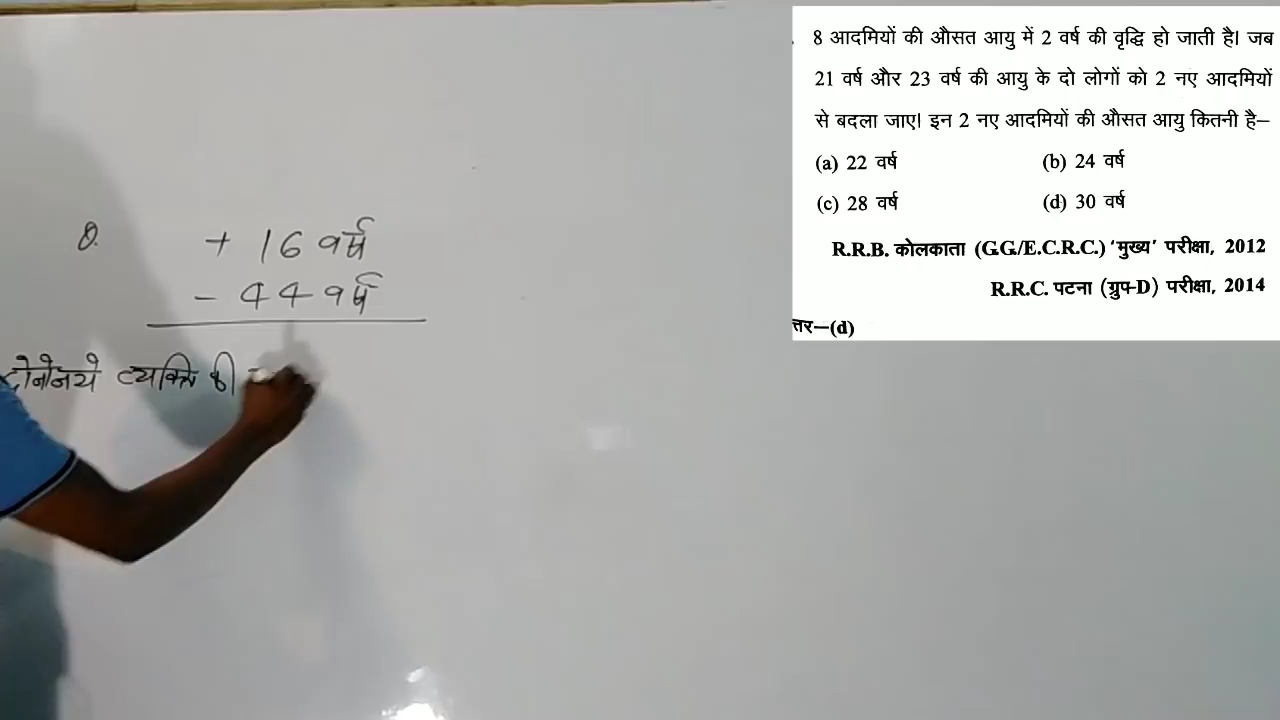 8 आदमियों की औसत आयु में 2 वर्ष की वृद्धि हो जाती है। जब
21 वर्ष और 23 वर्ष की आयु के दो लोगों को 2 नए आदमियों
से बदला जाए। इन 2 नए आदमियों की औसत आयु कितनी है–
(a) 22 वर्ष (b) 24 वर्ष
(c) 28 वर्ष (d) 30 वर्ष
R.R.B. कोलकाता (G.G./E.C.R.C.) ‘मुख्य’ परीक्षा, 2012
R.R.C. पटना (ग्रुप-D) परीक्षा, 2014
त्तर–(d)
8. + 16 वर्ष
- 44 वर्ष
दोनो नये व्यक्ति की